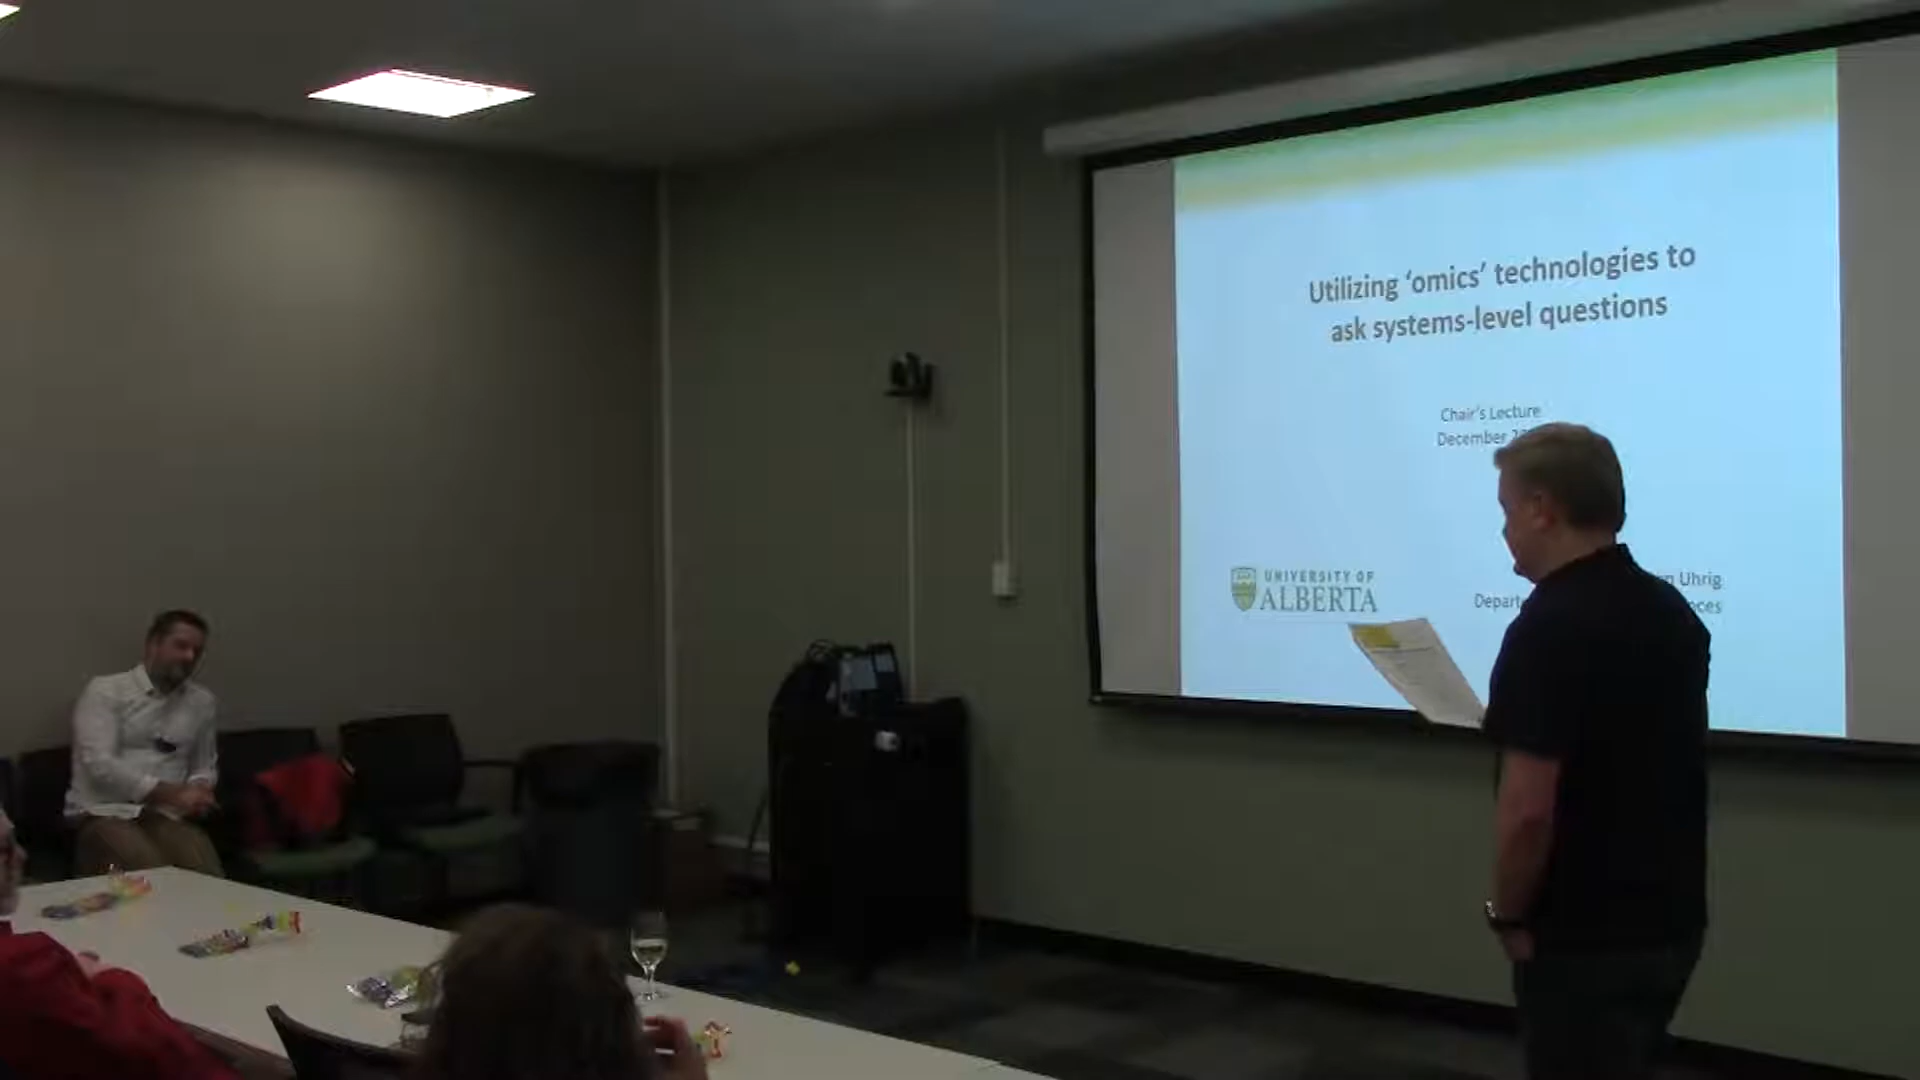 Utilizing ‘omics’ technologies to
ask systems-level questions
Chair’s Lecture
December
UNIVERSITY OF
ALBERTA
Uhrig